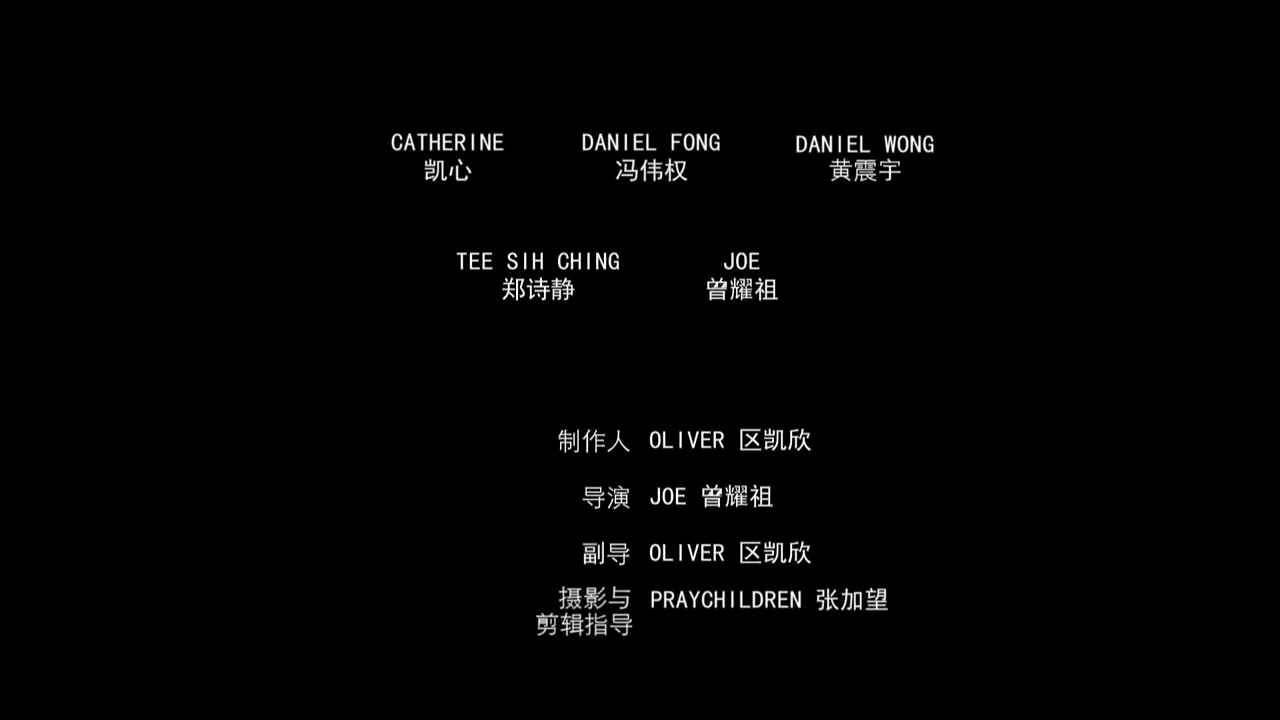 CATHERINE DANIEL FONG DANIEL WONG
凯心 冯伟权 黄震宇
TEE SIH CHING JOE
郑诗静 曾耀祖
制作人 OLIVER 区凯欣
导演 JOE 曾耀祖
副导 OLIVER 区凯欣
摄影与 PRAYCHILDREN 张加望
剪辑指导